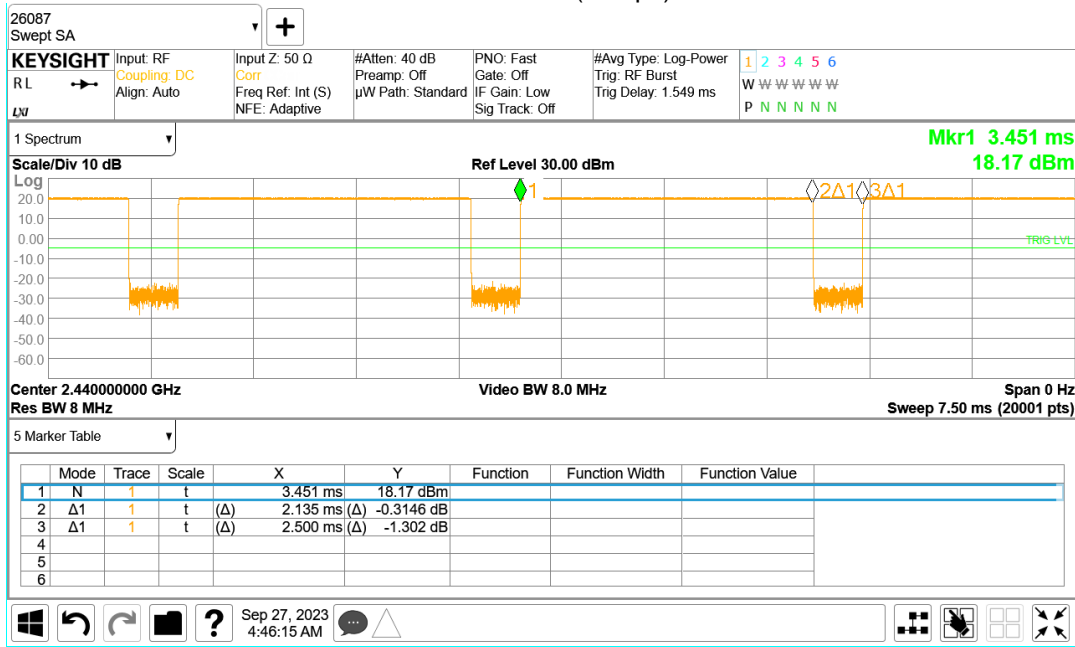 26087
Swept SA
KEYSIGHT
RL
LXI
Input: RF
Coupling: DC
Align: Auto
Input Z: 50 Ω
Corr
Freq Ref: Int (S)
NFE: Adaptive
#Atten: 40 dB
Preamp: Off
µW Path: Standard
PNO: Fast
Gate: Off
IF Gain: Low
Sig Track: Off
#Avg Type: Log-Power
Trig: RF Burst
Trig Delay: 1.549 ms
1 2 3 4 5 6
W W W W W W
P N N N N N
1 Spectrum
Mkr1 3.451 ms
18.17 dBm
Scale/Div 10 dB
Ref Level 30.00 dBm
Log
1
2Δ1
3Δ1
20.0
10.0
0.00
TRIG LVL
-10.0
-20.0
-30.0
-40.0
-50.0
-60.0
Center 2.440000000 GHz
Video BW 8.0 MHz
Span 0 Hz
Res BW 8 MHz
Sweep 7.50 ms (20001 pts)
5 Marker Table
Mode Trace Scale X Y Function Function Width Function Value
1 N 1 t 3.451 ms 18.17 dBm
2 Δ1 1 t (Δ) 2.135 ms (Δ) -0.3146 dB
3 Δ1 1 t (Δ) 2.500 ms (Δ) -1.302 dB
4
5
6
?
Sep 27, 2023
4:46:15 AM